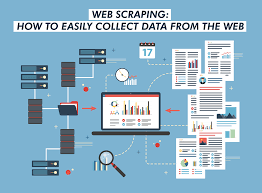 WEB SCRAPING:
HOW TO EASILY COLLECT DATA FROM THE WEB
17